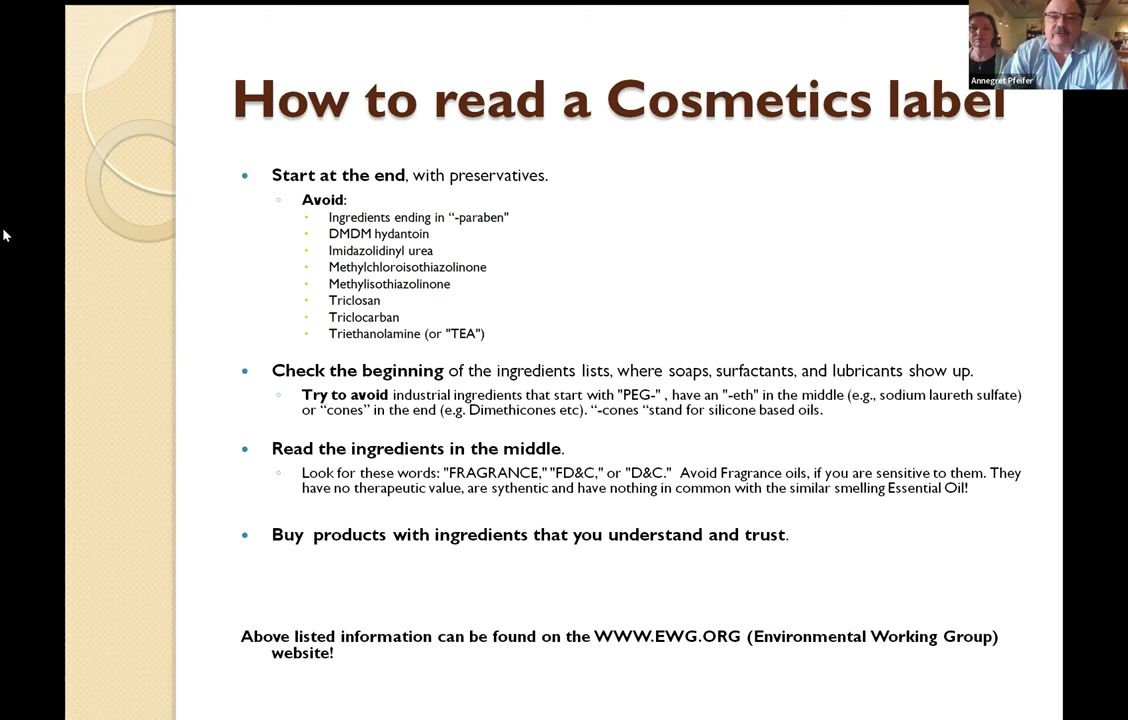 Annegret Pfeifer
How to read a Cosmetics label
Start at the end, with preservatives.
Avoid:
Ingredients ending in “-paraben"
DMDM hydantoin
Imidazolidinyl urea
Methylchloroisothiazolinone
Methylisothiazolinone
Triclosan
Triclocarban
Triethanolamine (or "TEA")
Check the beginning of the ingredients lists, where soaps, surfactants, and lubricants show up.
Try to avoid industrial ingredients that start with "PEG-" , have an "-eth" in the middle (e.g., sodium laureth sulfate)
or “cones” in the end (e.g. Dimethicones etc). “-cones “stand for silicone based oils.
Read the ingredients in the middle.
Look for these words: "FRAGRANCE," "FD&C," or "D&C."  Avoid Fragrance oils, if you are sensitive to them. They
have no therapeutic value, are sythentic and have nothing in common with the similar smelling Essential Oil!
Buy  products with ingredients that you understand and trust.
Above listed information can be found on the WWW.EWG.ORG (Environmental Working Group)
website!